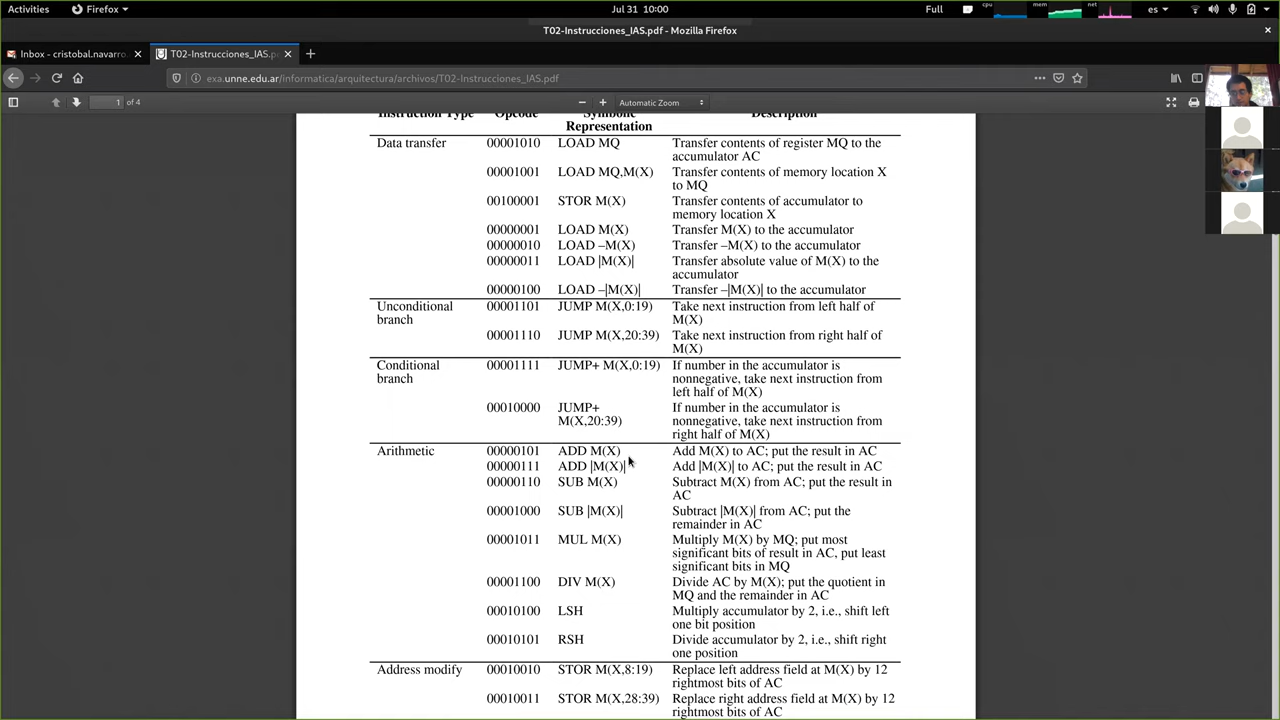 Activities Firefox Jul 31 10:00 Full cpu mem net es
T02-Instrucciones_IAS.pdf - Mozilla Firefox
Inbox - cristobal.navarro T02-Instrucciones_IAS.p
exa.unne.edu.ar/informatica/arquitectura/archivos/T02-Instrucciones_IAS.pdf
1 of 4 Automatic Zoom
Instruction Type Opcode Symbolic Description
Representation
Data transfer 00001010 LOAD MQ Transfer contents of register MQ to the
accumulator AC
00001001 LOAD MQ,M(X) Transfer contents of memory location X
to MQ
00100001 STOR M(X) Transfer contents of accumulator to
memory location X
00000001 LOAD M(X) Transfer M(X) to the accumulator
00000010 LOAD –M(X) Transfer –M(X) to the accumulator
00000011 LOAD |M(X)| Transfer absolute value of M(X) to the
accumulator
00000100 LOAD –|M(X)| Transfer –|M(X)| to the accumulator
Unconditional 00001101 JUMP M(X,0:19) Take next instruction from left half of
branch M(X)
00001110 JUMP M(X,20:39) Take next instruction from right half of
M(X)
Conditional 00001111 JUMP+ M(X,0:19) If number in the accumulator is
branch nonnegative, take next instruction from
left half of M(X)
00010000 JUMP+ If number in the accumulator is
M(X,20:39) nonnegative, take next instruction from
right half of M(X)
Arithmetic 00000101 ADD M(X) Add M(X) to AC; put the result in AC
00000111 ADD |M(X)| Add |M(X)| to AC; put the result in AC
00000110 SUB M(X) Subtract M(X) from AC; put the result in
AC
00001000 SUB |M(X)| Subtract |M(X)| from AC; put the
remainder in AC
00001011 MUL M(X) Multiply M(X) by MQ; put most
significant bits of result in AC, put least
significant bits in MQ
00001100 DIV M(X) Divide AC by M(X); put the quotient in
MQ and the remainder in AC
00010100 LSH Multiply accumulator by 2, i.e., shift left
one bit position
00010101 RSH Divide accumulator by 2, i.e., shift right
one position
Address modify 00010010 STOR M(X,8:19) Replace left address field at M(X) by 12
rightmost bits of AC
00010011 STOR M(X,28:39) Replace right address field at M(X) by 12
rightmost bits of AC